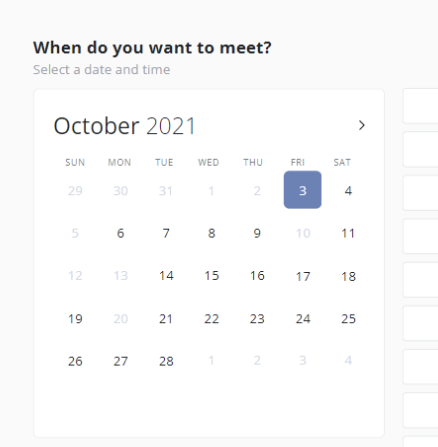 When do you want to meet?
Select a date and time
October 2021 >
SUN MON TUE WED THU FRI SAT
29 30 31 1 2 3 4
5 6 7 8 9 10 11
12 13 14 15 16 17 18
19 20 21 22 23 24 25
26 27 28 1 2 3 4